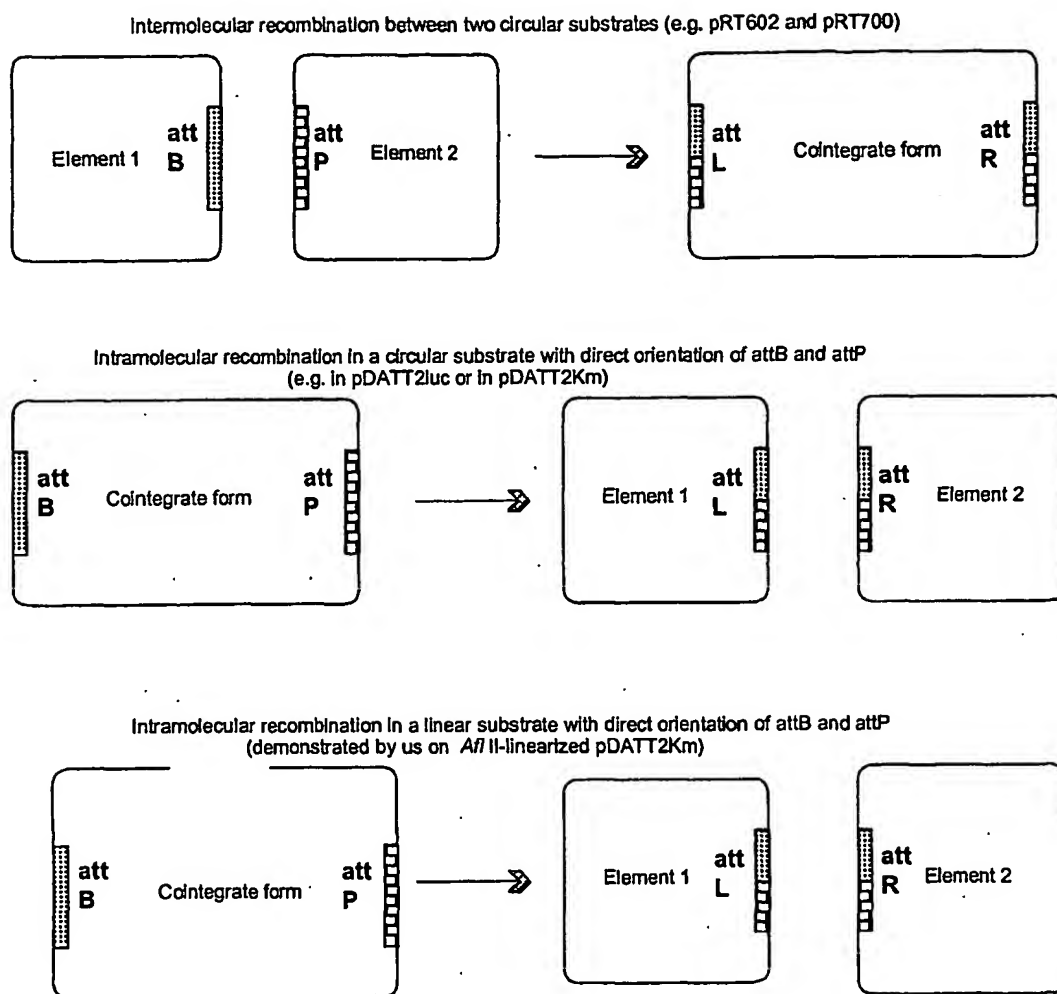 Intermolecular recombination between two circular substrates (e.g. pRT602 and pRT700)
Element 1
att
B
att
P
Element 2
att
L
Cointegrate form
att
R
Intramolecular recombination in a circular substrate with direct orientation of attB and attP
(e.g. in pDATT2luc or in pDATT2Km)
att
B
Cointegrate form
att
P
Element 1
att
L
att
R
Element 2
Intramolecular recombination in a linear substrate with direct orientation of attB and attP
(demonstrated by us on Afl II-linearized pDATT2Km)
att
B
Cointegrate form
att
P
Element 1
att
L
att
R
Element 2